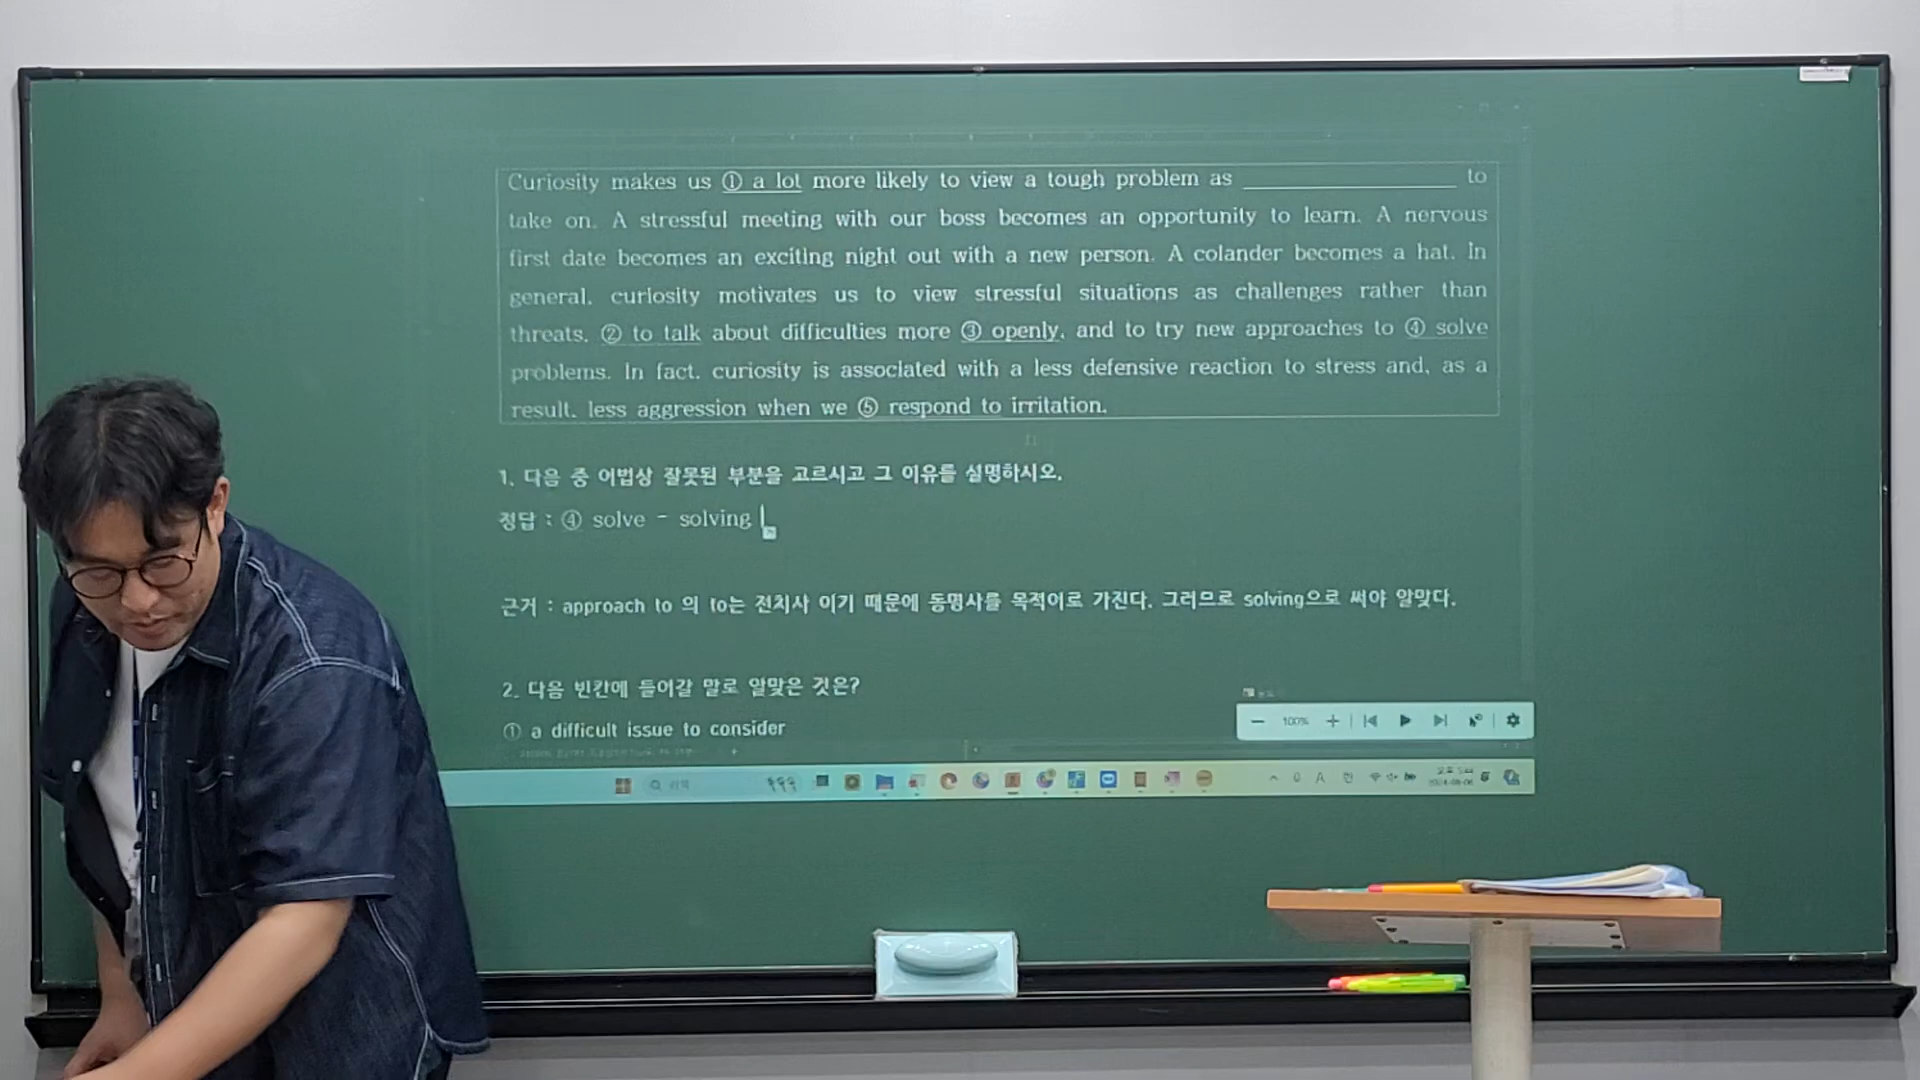 Curiosity makes us ① a lot more likely to view a tough problem as ____________________ to
take on. A stressful meeting with our boss becomes an opportunity to learn. A nervous
first date becomes an exciting night out with a new person. A colander becomes a hat. In
general, curiosity motivates us to view stressful situations as challenges rather than
threats, ② to talk about difficulties more ③ openly, and to try new approaches to ④ solve
problems. In fact, curiosity is associated with a less defensive reaction to stress and, as a
result, less aggression when we ⑤ respond to irritation.
1. 다음 중 어법상 잘못된 부분을 고르시고 그 이유를 설명하시오.
정답 : ④ solve - solving
근거 : approach to 의 to는 전치사 이기 때문에 동명사를 목적어로 가진다. 그러므로 solving으로 써야 알맞다.
2. 다음 빈칸에 들어갈 말로 알맞은 것은?
① a difficult issue to consider
100%
검색
A 한